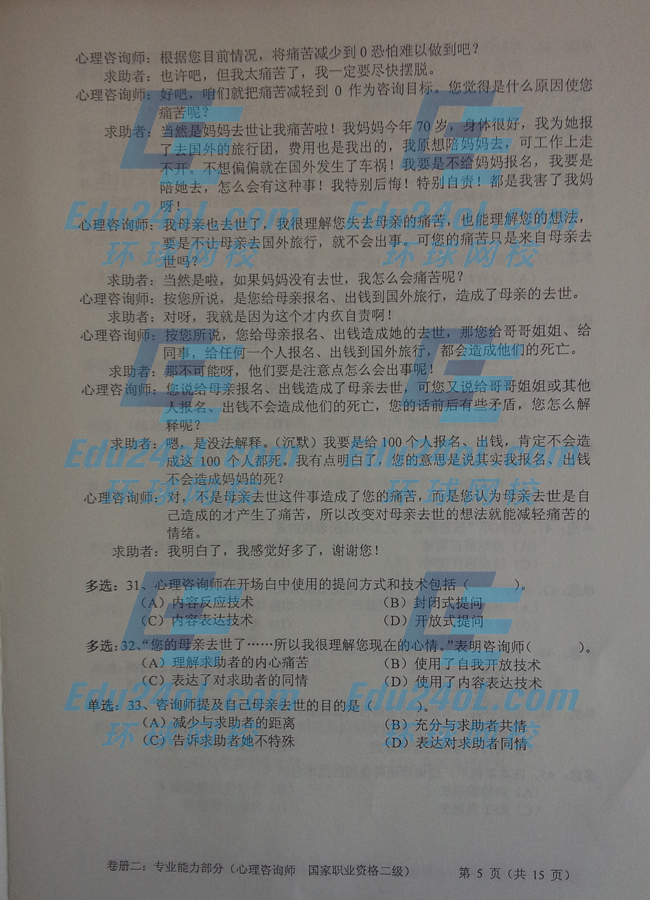 心理咨询师：根据您目前情况，将痛苦减少到 0 恐怕难以做到吧？
求助者：也许吧，但我太痛苦了，我一定要尽快摆脱。
心理咨询师：好吧，咱们就把痛苦减轻到 0 作为咨询目标。您觉得是什么原因使您
痛苦呢？
求助者：当然是妈妈去世让我痛苦啦！我妈妈今年 70 岁，身体很好，我为她报
了去国外的旅行团，费用也是我出的，我原想陪妈妈去，可工作上走
不开。不想偏偏就在国外发生了车祸！我要是不给妈妈报名，我要是
陪她去，怎么会有这种事！我特别后悔！特别自责！都是我害了我妈
呀！
心理咨询师：我母亲也去世了，我很理解您失去母亲的痛苦，也能理解您的想法，
要是不让母亲去国外旅行，就不会出事。可您的痛苦只是来自母亲去
世吗？
求助者：当然是啦，如果妈妈没有去世，我怎么会痛苦呢？
心理咨询师：按您所说，是您给母亲报名、出钱到国外旅行，造成了母亲的去世。
求助者：对呀，我就是因为这个才内疚自责啊！
心理咨询师：按您所说，您给母亲报名、出钱造成她的去世，那您给哥哥姐姐、给
同事，给任何一个人报名、出钱到国外旅行，都会造成他们的死亡。
求助者：那不可能呀，他们要是注意点怎么会出事呢！
心理咨询师：您说给母亲报名、出钱造成了母亲去世，可您又说给哥哥姐姐或其他
人报名、出钱不会造成他们的死亡，您的话前后有些矛盾，您怎么解
释呢？
求助者：嗯，是没法解释。（沉默）我要是给 100 个人报名、出钱，肯定不会造
成这 100 个人都死，我有点明白了，您的意思是说其实我报名、出钱
不会造成妈妈的死？
心理咨询师：对，不是母亲去世这件事造成了您的痛苦，而是您认为母亲去世是自
己造成的才产生了痛苦，所以改变对母亲去世的想法就能减轻痛苦的
情绪。
求助者：我明白了，我感觉好多了，谢谢您！
多选：31、心理咨询师在开场白中使用的提问方式和技术包括（　　）。
（A）内容反应技术　　（B）封闭式提问
（C）内容表达技术　　（D）开放式提问
多选：32、“您的母亲去世了……所以我很理解您现在的心情。”表明咨询师（　　）。
（A）理解求助者的内心痛苦　　（B）使用了自我开放技术
（C）表达了对求助者的同情　　（D）使用了内容表达技术
单选：33、咨询师提及自己母亲去世的目的是（　　）。
（A）减少与求助者的距离　　（B）充分与求助者共情
（C）告诉求助者她不特殊　　（D）表达对求助者同情
卷册二：专业能力部分（心理咨询师　国家职业资格二级）　　第 5 页（共 15 页）
Edu24oL.com　　Edu24oL.com
环球网校　　环球网校
Edu24oL.com　　Edu24oL.com
环球网校　　环球网校
Edu24oL.com　　Edu24oL.com
环球网校　　环球网校